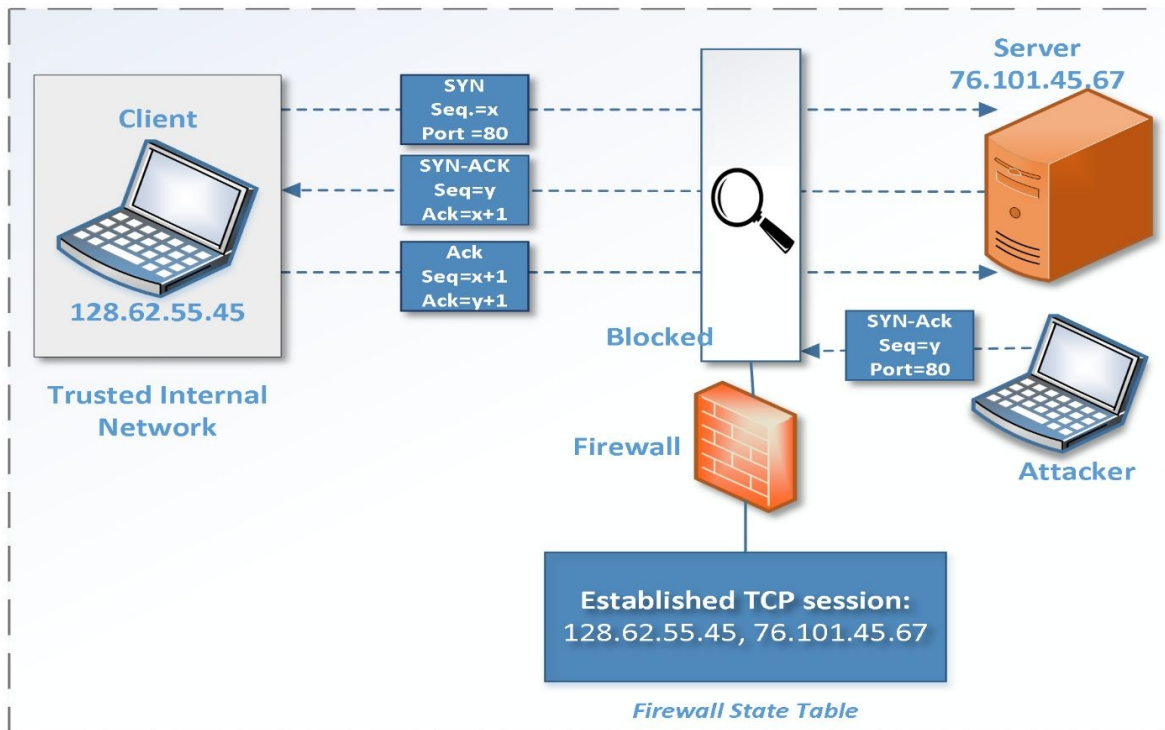 Server
76.101.45.67
Client
128.62.55.45
Trusted Internal
Network
SYN
Seq.=x
Port =80
SYN-ACK
Seq=y
Ack=x+1
Ack
Seq=x+1
Ack=y+1
Blocked
SYN-Ack
Seq=y
Port=80
Attacker
Firewall
Established TCP session:
128.62.55.45, 76.101.45.67
Firewall State Table